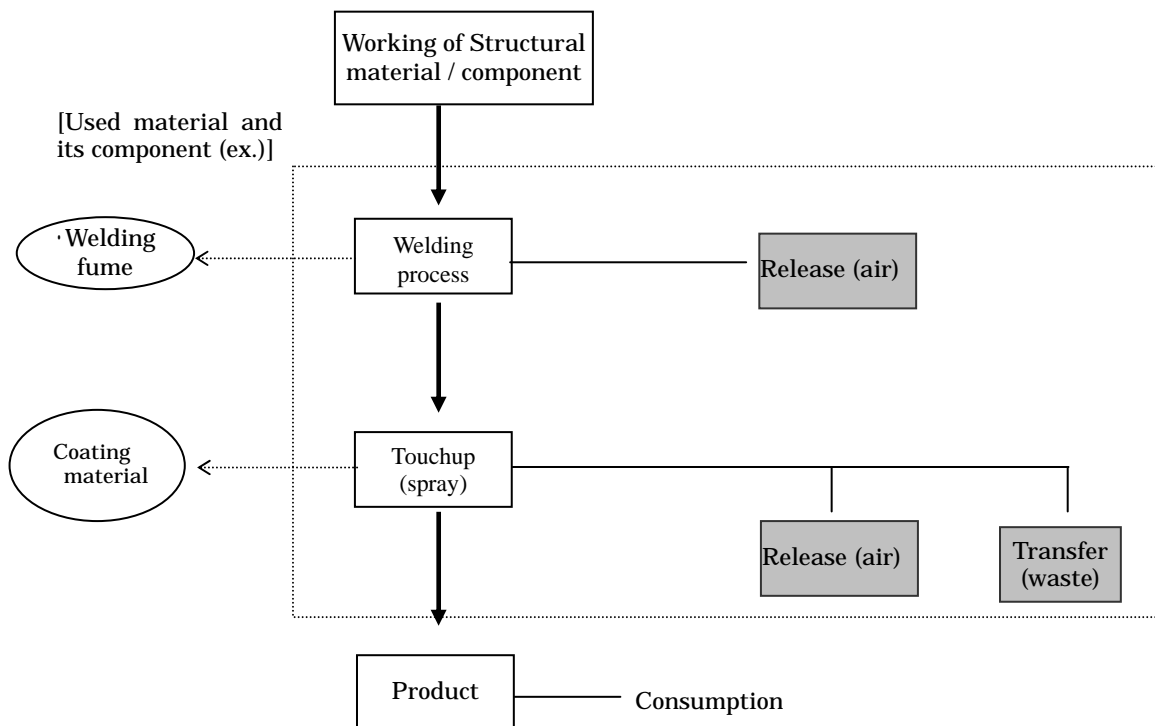 Working of Structural
material / component
[Used material and
its component (ex.)]
·Welding
fume
Welding
process
Release (air)
Coating
material
Touchup
(spray)
Release (air)
Transfer
(waste)
Product
Consumption